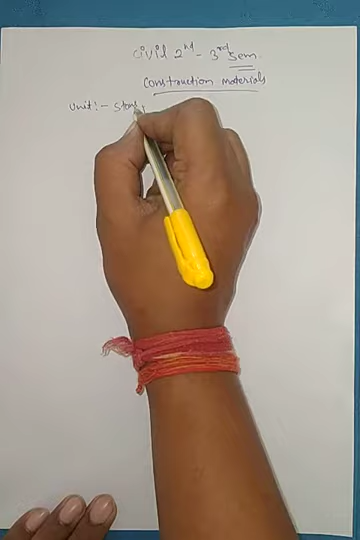 Civil 2nd - 3rd Sem.
Construction materials
Unit:-